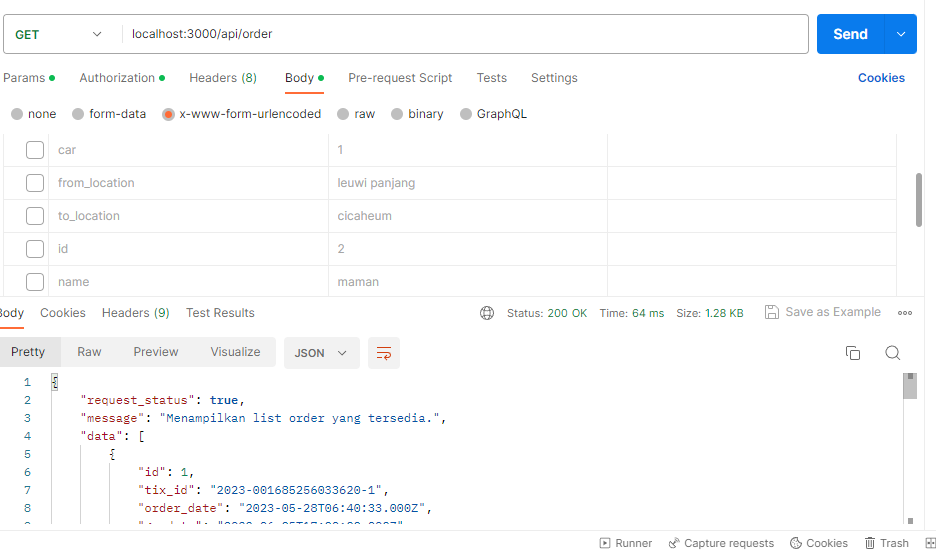 GET localhost:3000/api/order Send
Params Authorization Headers (8) Body Pre-request Script Tests Settings Cookies
none form-data x-www-form-urlencoded raw binary GraphQL
car 1
from_location leuwi panjang
to_location cicaheum
id 2
name maman
Body Cookies Headers (9) Test Results Status: 200 OK Time: 64 ms Size: 1.28 KB Save as Example
Pretty Raw Preview Visualize JSON
1 {
2 "request_status": true,
3 "message": "Menampilkan list order yang tersedia.",
4 "data": [
5 {
6 "id": 1,
7 "tix_id": "2023-001685256033620-1",
8 "order_date": "2023-05-28T06:40:33.000Z",
Runner Capture requests Cookies Trash